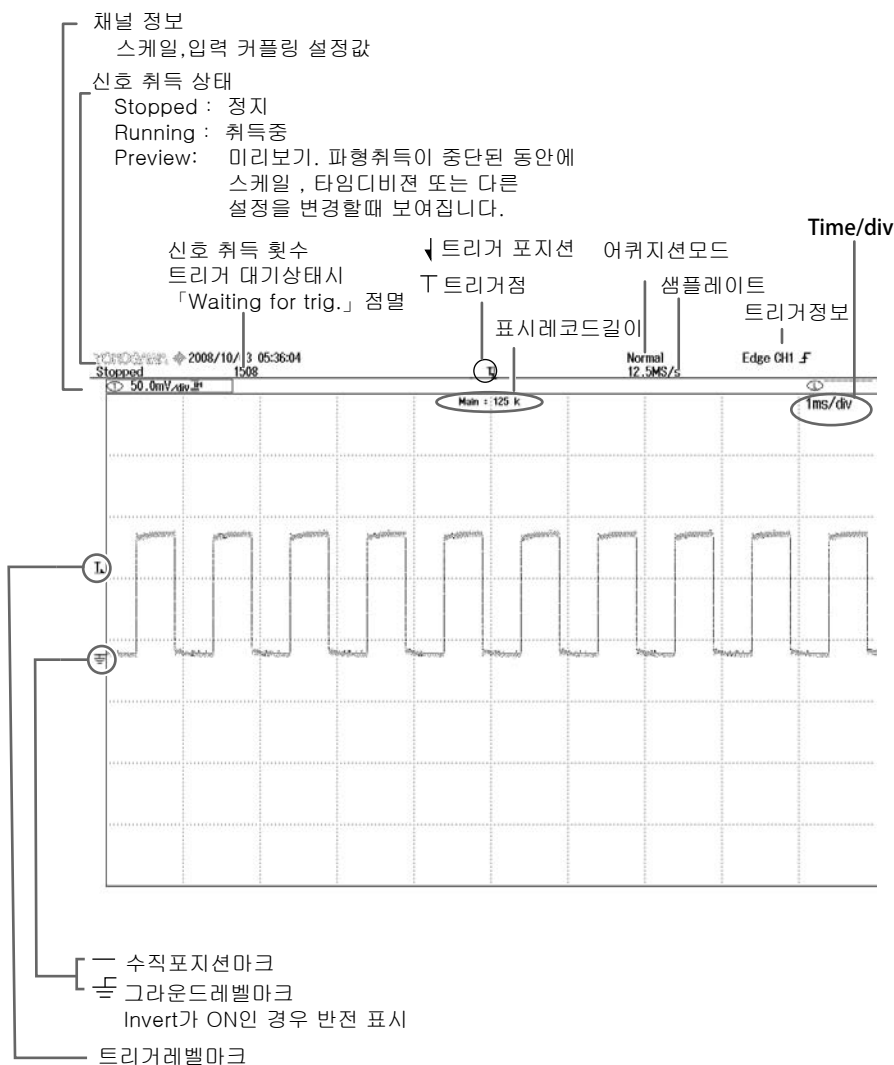 채널 정보
스케일,입력 커플링 설정값
신호 취득 상태
Stopped : 정지
Running : 취득중
Preview: 미리보기. 파형취득이 중단된 동안에
스케일 , 타임디비젼 또는 다른
설정을 변경할때 보여집니다.
Time/div
신호 취득 횟수
트리거 대기상태시
「Waiting for trig.」 점멸
트리거 포지션
트리거점
어퀴지션모드
샘플레이트
표시레코드길이
트리거정보
YOKOGAWA 2008/10/ 3 05:36:04
Normal
Edge CH1
Stopped
1508
12.5MS/s
50.0mV/div
Main : 125 k
1ms/div
수직포지션마크
그라운드레벨마크
Invert가 ON인 경우 반전 표시
트리거레벨마크